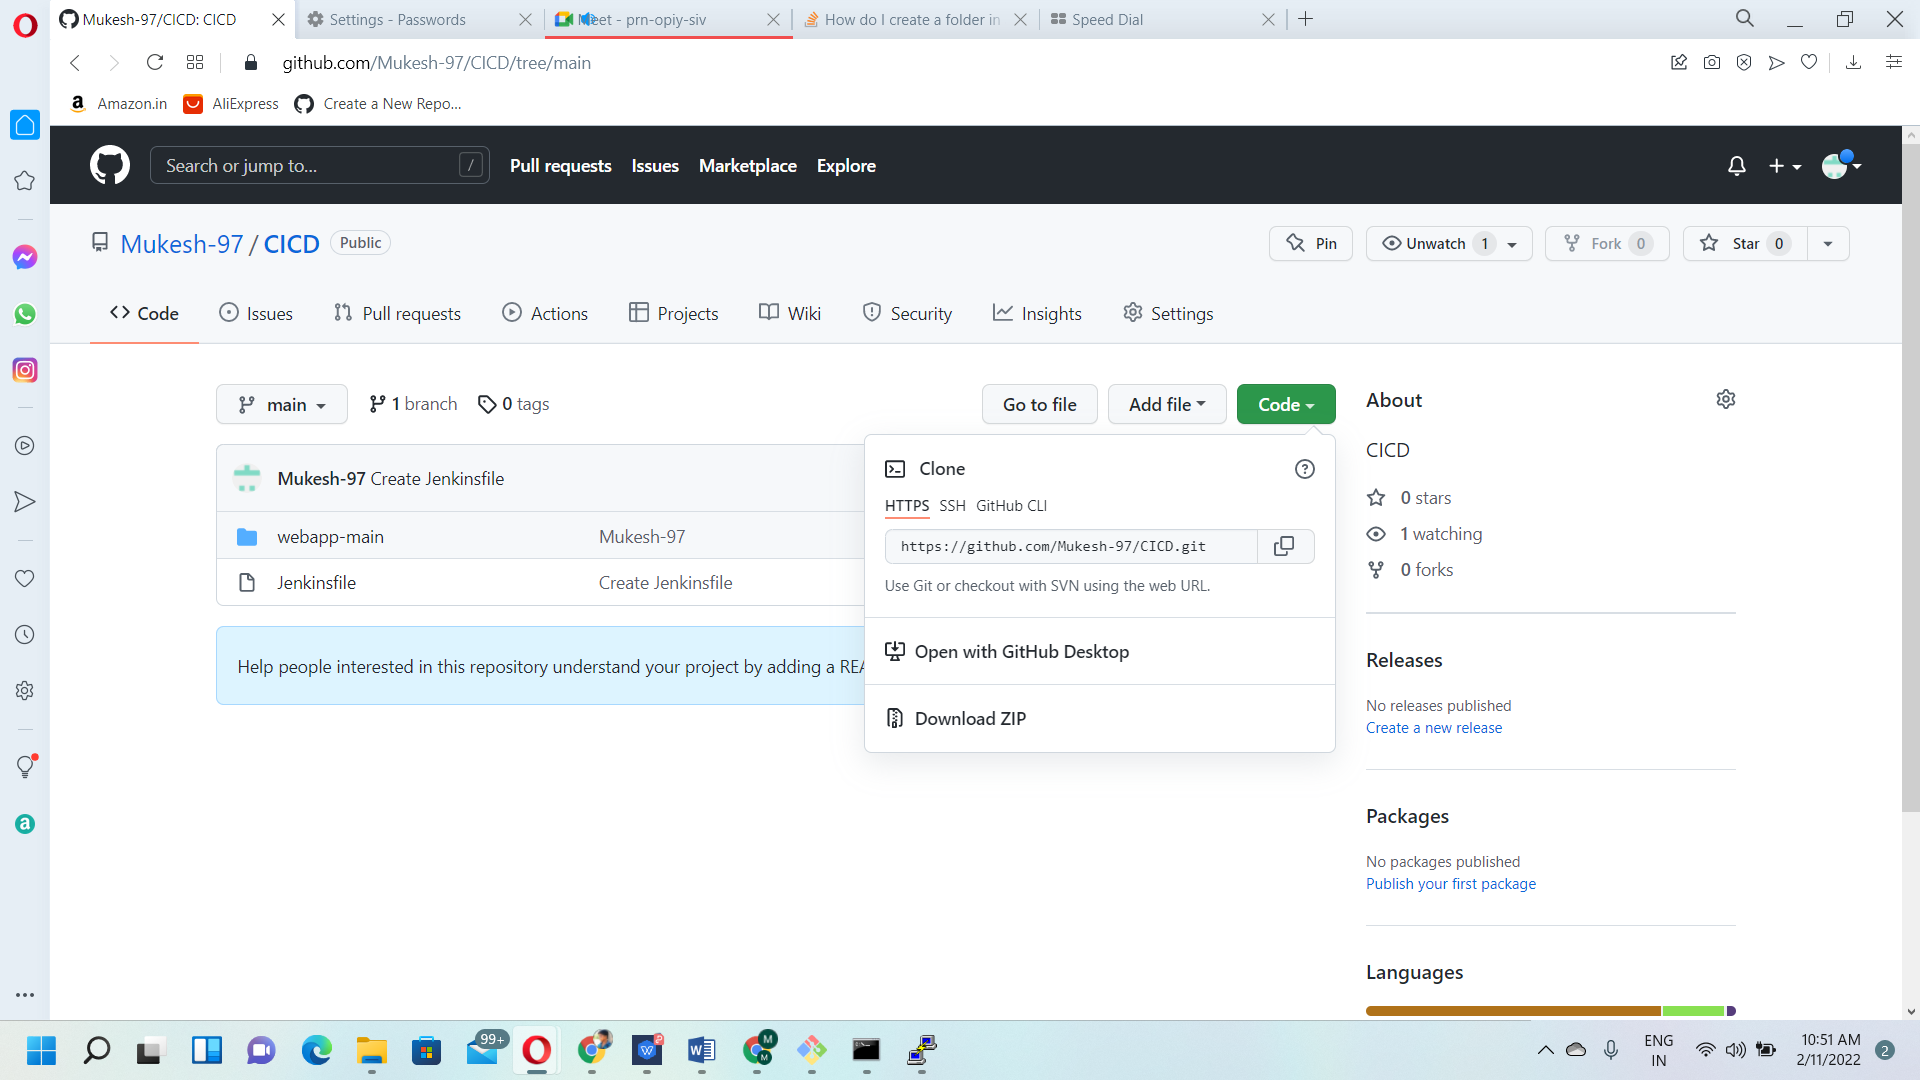 Mukesh-97/CICD: CICD
Settings - Passwords
Meet - prn-opiy-siv
How do I create a folder in
Speed Dial
github.com/Mukesh-97/CICD/tree/main
Amazon.in
AliExpress
Create a New Repo...
Search or jump to...
/
Pull requests
Issues
Marketplace
Explore
Mukesh-97 / CICD
Public
Pin
Unwatch 1
Fork 0
Star 0
Code
Issues
Pull requests
Actions
Projects
Wiki
Security
Insights
Settings
main
1 branch
0 tags
Go to file
Add file
Code
Mukesh-97 Create Jenkinsfile
webapp-main
Mukesh-97
Jenkinsfile
Create Jenkinsfile
Help people interested in this repository understand your project by adding a REA
Clone
HTTPS
SSH
GitHub CLI
https://github.com/Mukesh-97/CICD.git
Use Git or checkout with SVN using the web URL.
Open with GitHub Desktop
Download ZIP
About
CICD
0 stars
1 watching
0 forks
Releases
No releases published
Create a new release
Packages
No packages published
Publish your first package
Languages
99+
M
M
ENG
IN
10:51 AM
2/11/2022
2